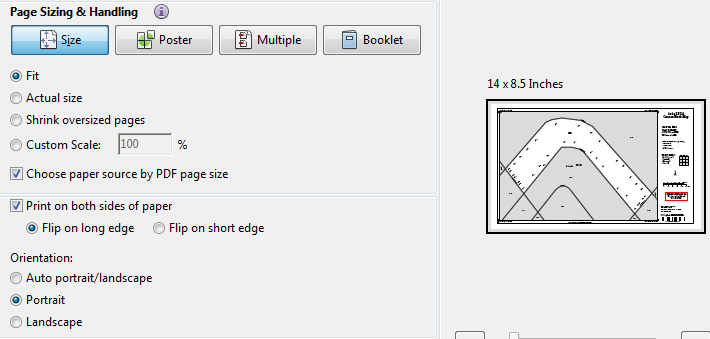 Page Sizing & Handling
Size Poster Multiple Booklet
Fit
Actual size
Shrink oversized pages
Custom Scale: 100 %
Choose paper source by PDF page size
Print on both sides of paper
Flip on long edge Flip on short edge
Orientation:
Auto portrait/landscape
Portrait
Landscape
14 x 8.5 Inches